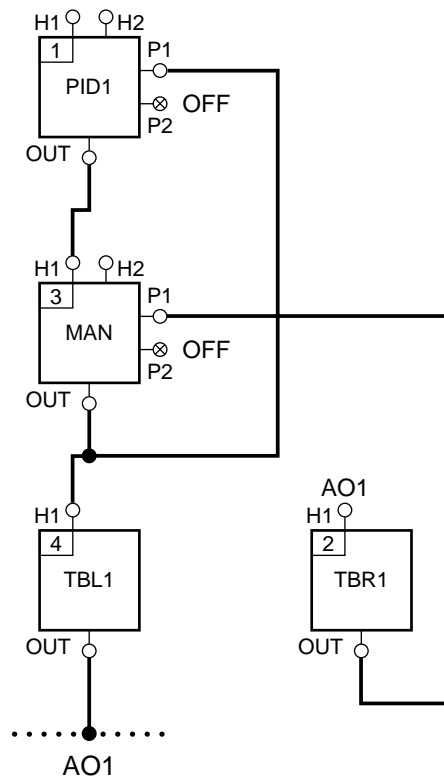 H1 H2
1
PID1
P1
OFF
P2
OUT
H1 H2
3
MAN
P1
OFF
P2
OUT
H1
4
TBL1
OUT
AO1
AO1
H1
2
TBR1
OUT